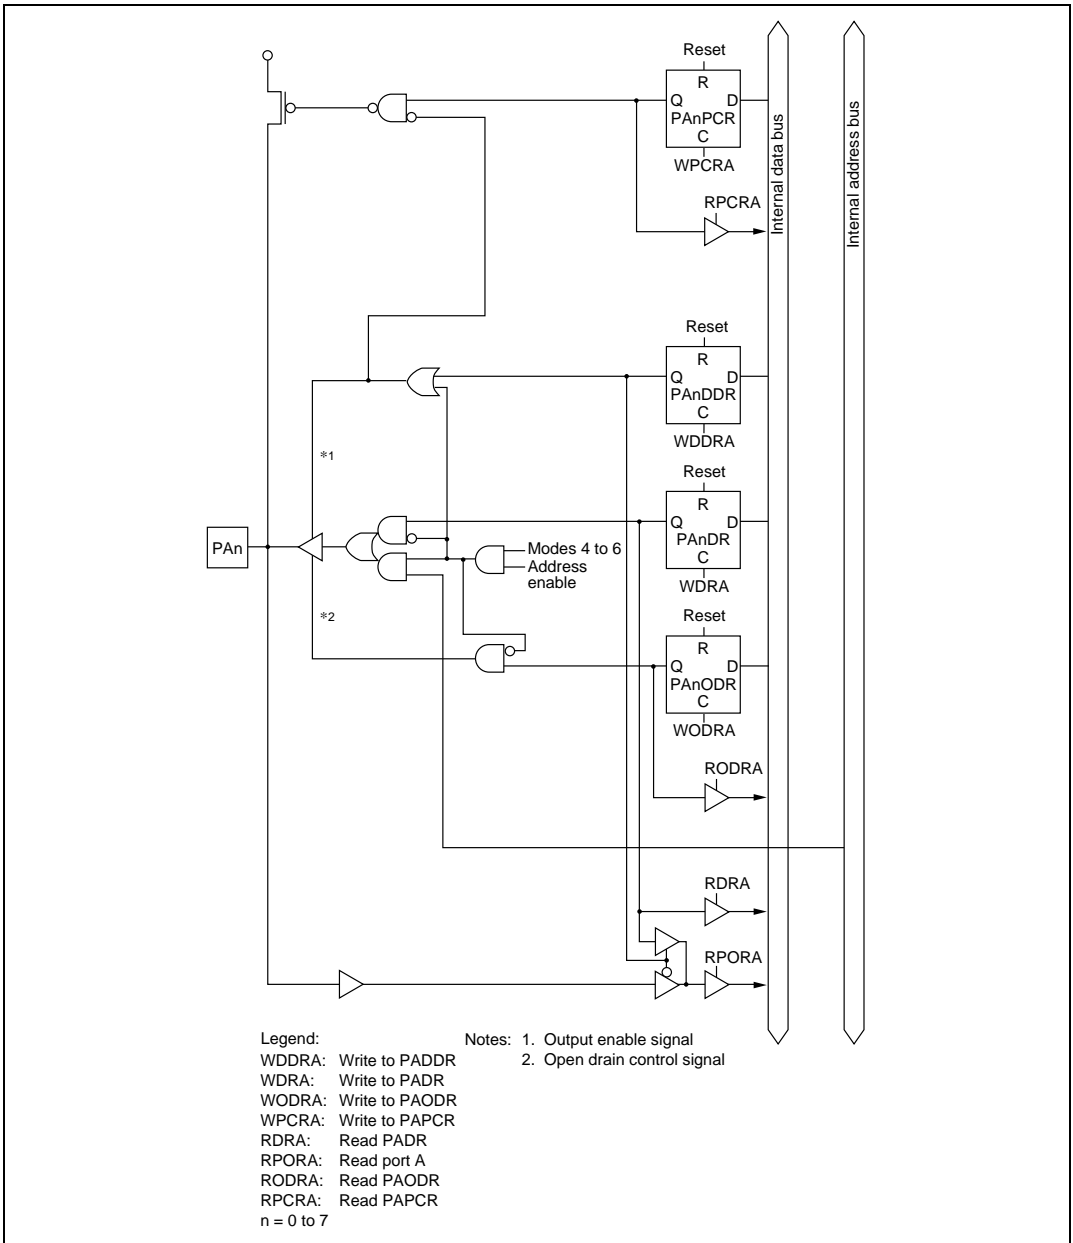 Reset
R
Q D
PAnPCR
C
WPCRA
RPCRA
Internal data bus
Internal address bus
Reset
R
Q D
PAnDDR
C
WDDRA
*1
Reset
R
Q D
PAnDR
C
WDRA
PAn
Modes 4 to 6
Address
enable
*2
Reset
R
Q D
PAnODR
C
WODRA
RODRA
RDRA
RPORA
Legend:
WDDRA: Write to PADDR
WDRA: Write to PADR
WODRA: Write to PAODR
WPCRA: Write to PAPCR
RDRA: Read PADR
RPORA: Read port A
RODRA: Read PAODR
RPCRA: Read PAPCR
n = 0 to 7
Notes: 1. Output enable signal
2. Open drain control signal